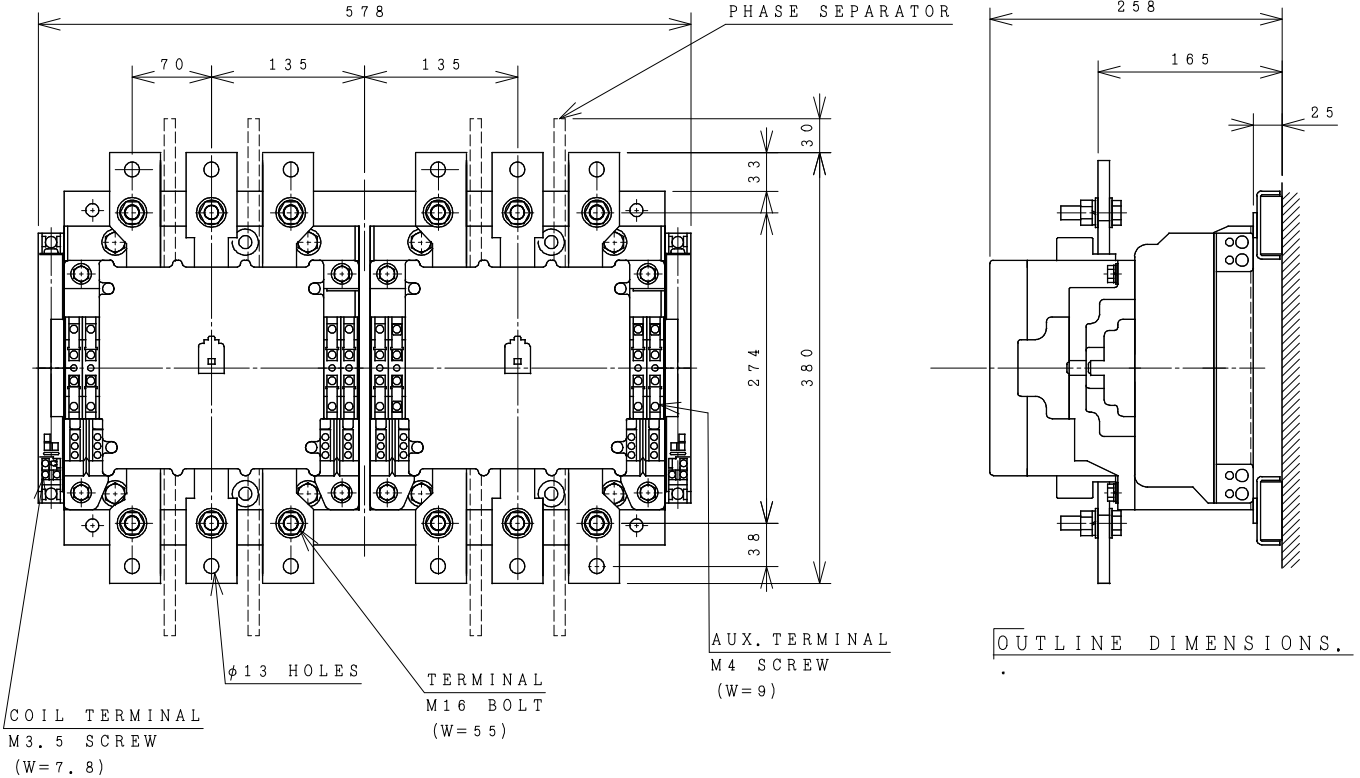 578
PHASE SEPARATOR
258
70
135
135
165
25
30
33
274
380
38
AUX. TERMINAL
M4 SCREW
(W=9)
OUTLINE DIMENSIONS.
.
φ13 HOLES
TERMINAL
M16 BOLT
(W=55)
COIL TERMINAL
M3.5 SCREW
(W=7.8)